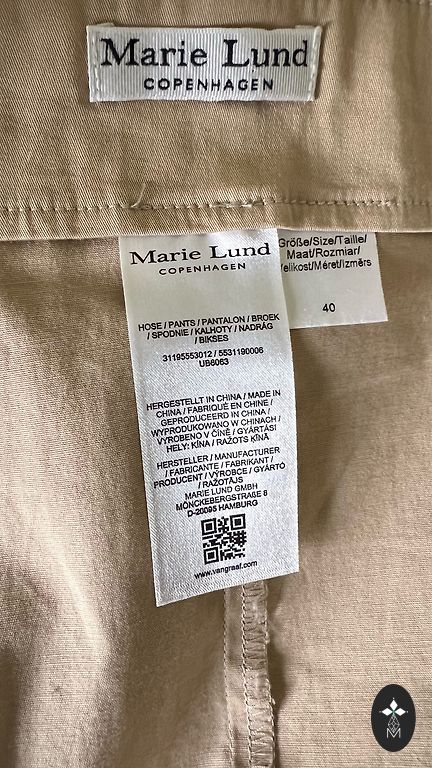 Marie Lund
COPENHAGEN
Marie Lund
COPENHAGEN
HOSE / PANTS / PANTALON / BROEK
/ SPODNIE / KALHOTY / NADRÁG
/ BIKSES
31195553012 / 5531190006
UB6063
HERGESTELLT IN CHINA / MADE IN
CHINA / FABRIQUÉ EN CHINE /
GEPRODUCEERD IN CHINA /
WYPRODUKOWANO W CHINACH /
VYROBENO V ČÍNĚ / GYÁRTÁSI
HELY: KÍNA / RAŽOTS ĶĪNĀ
HERSTELLER / MANUFACTURER
/ FABRICANTE / FABRIKANT /
PRODUCENT / VÝROBCE / GYÁRTÓ
/ RAŽOTĀJS
MARIE LUND GMBH
MÖNCKEBERGSTRAßE 8
D-20095 HAMBURG
www.vangraaf.com
Größe/Size/Taille/
Maat/Rozmiar/
Velikost/Méret/Izmērs
40
M